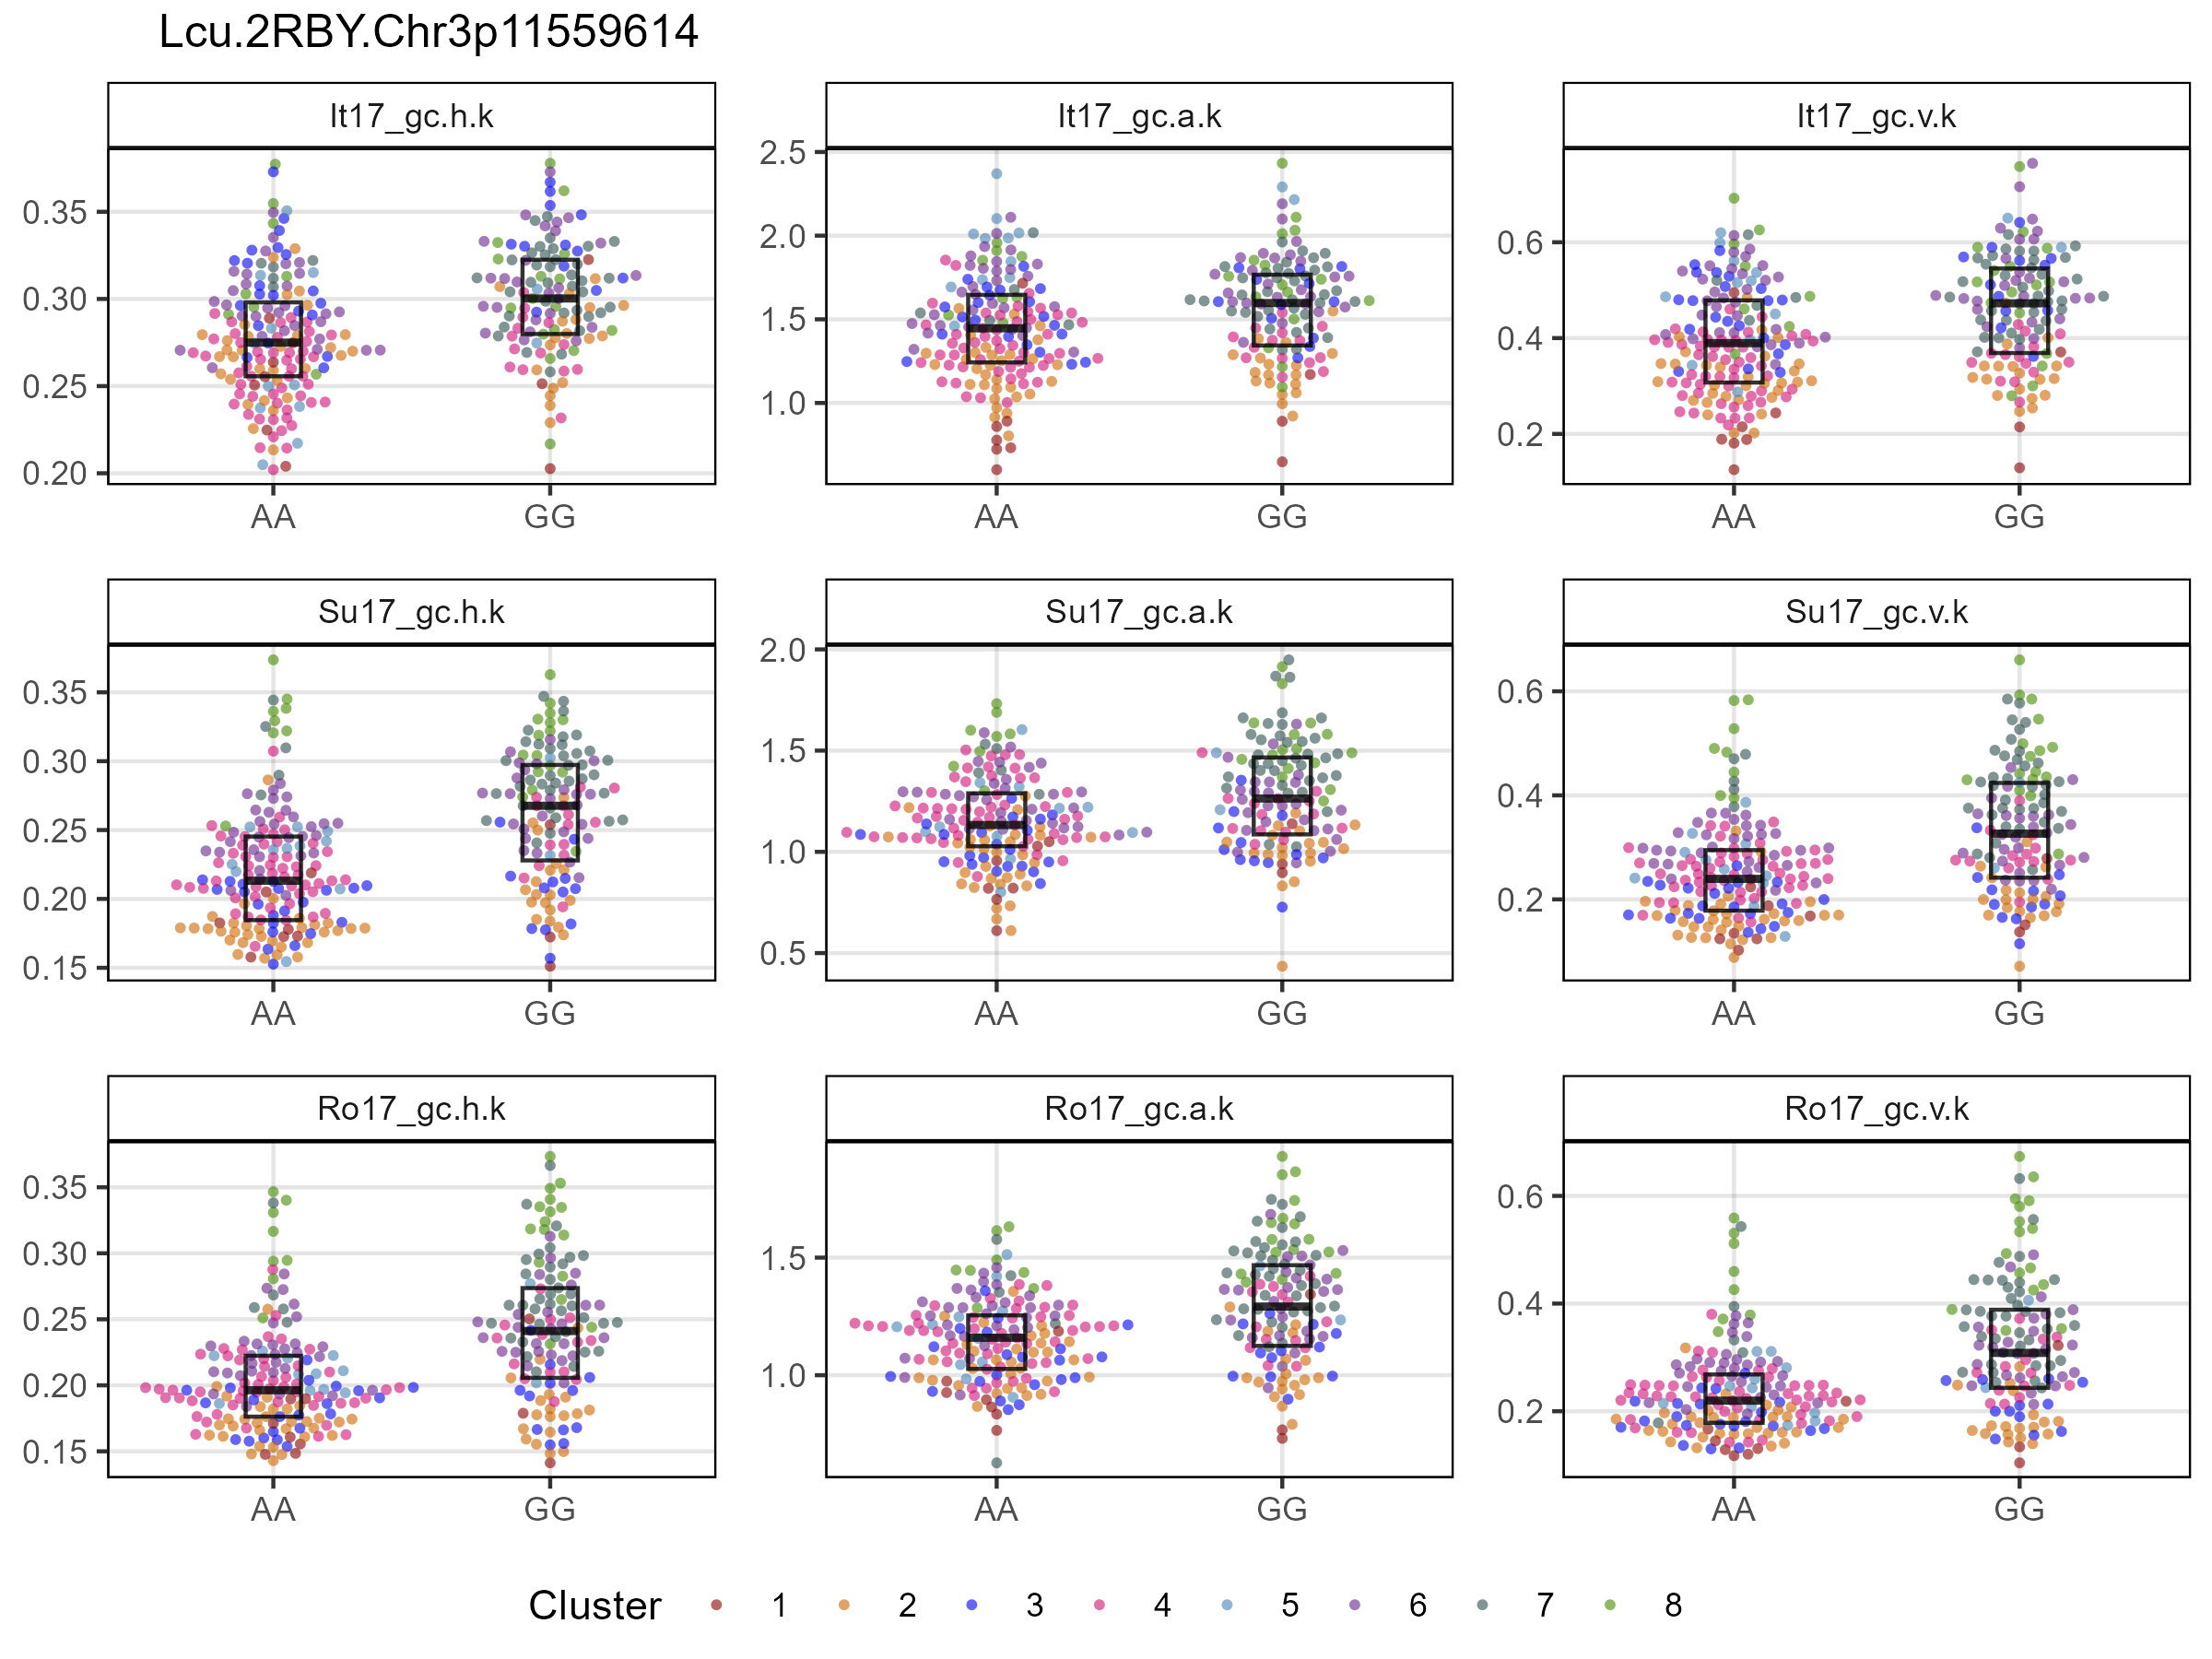 Lcu.2RBY.Chr3p11559614
It17_gc.h.k It17_gc.a.k It17_gc.v.k
0.35
0.30
0.25
0.20
AA GG
2.5
2.0
1.5
1.0
AA GG
0.6
0.4
0.2
AA GG
Su17_gc.h.k Su17_gc.a.k Su17_gc.v.k
0.35
0.30
0.25
0.20
0.15
AA GG
2.0
1.5
1.0
0.5
AA GG
0.6
0.4
0.2
AA GG
Ro17_gc.h.k Ro17_gc.a.k Ro17_gc.v.k
0.35
0.30
0.25
0.20
0.15
AA GG
1.5
1.0
AA GG
0.6
0.4
0.2
AA GG
Cluster 1 2 3 4 5 6 7 8